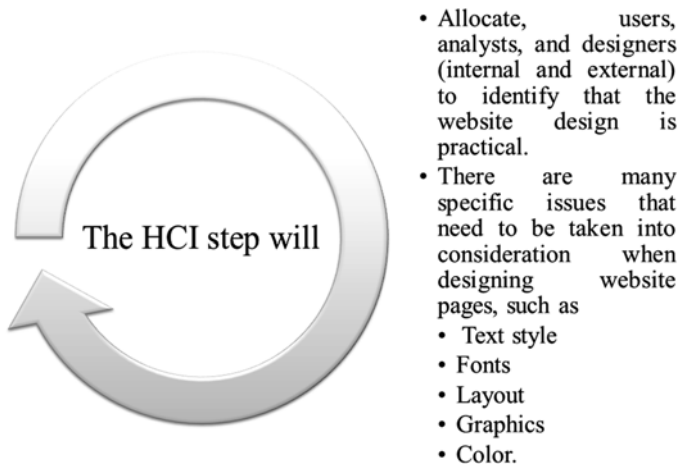 The HCI step will
• Allocate, users,
analysts, and designers
(internal and external)
to identify that the
website design is
practical.
• There are many
specific issues that
need to be taken into
consideration when
designing website
pages, such as
• Text style
• Fonts
• Layout
• Graphics
• Color.